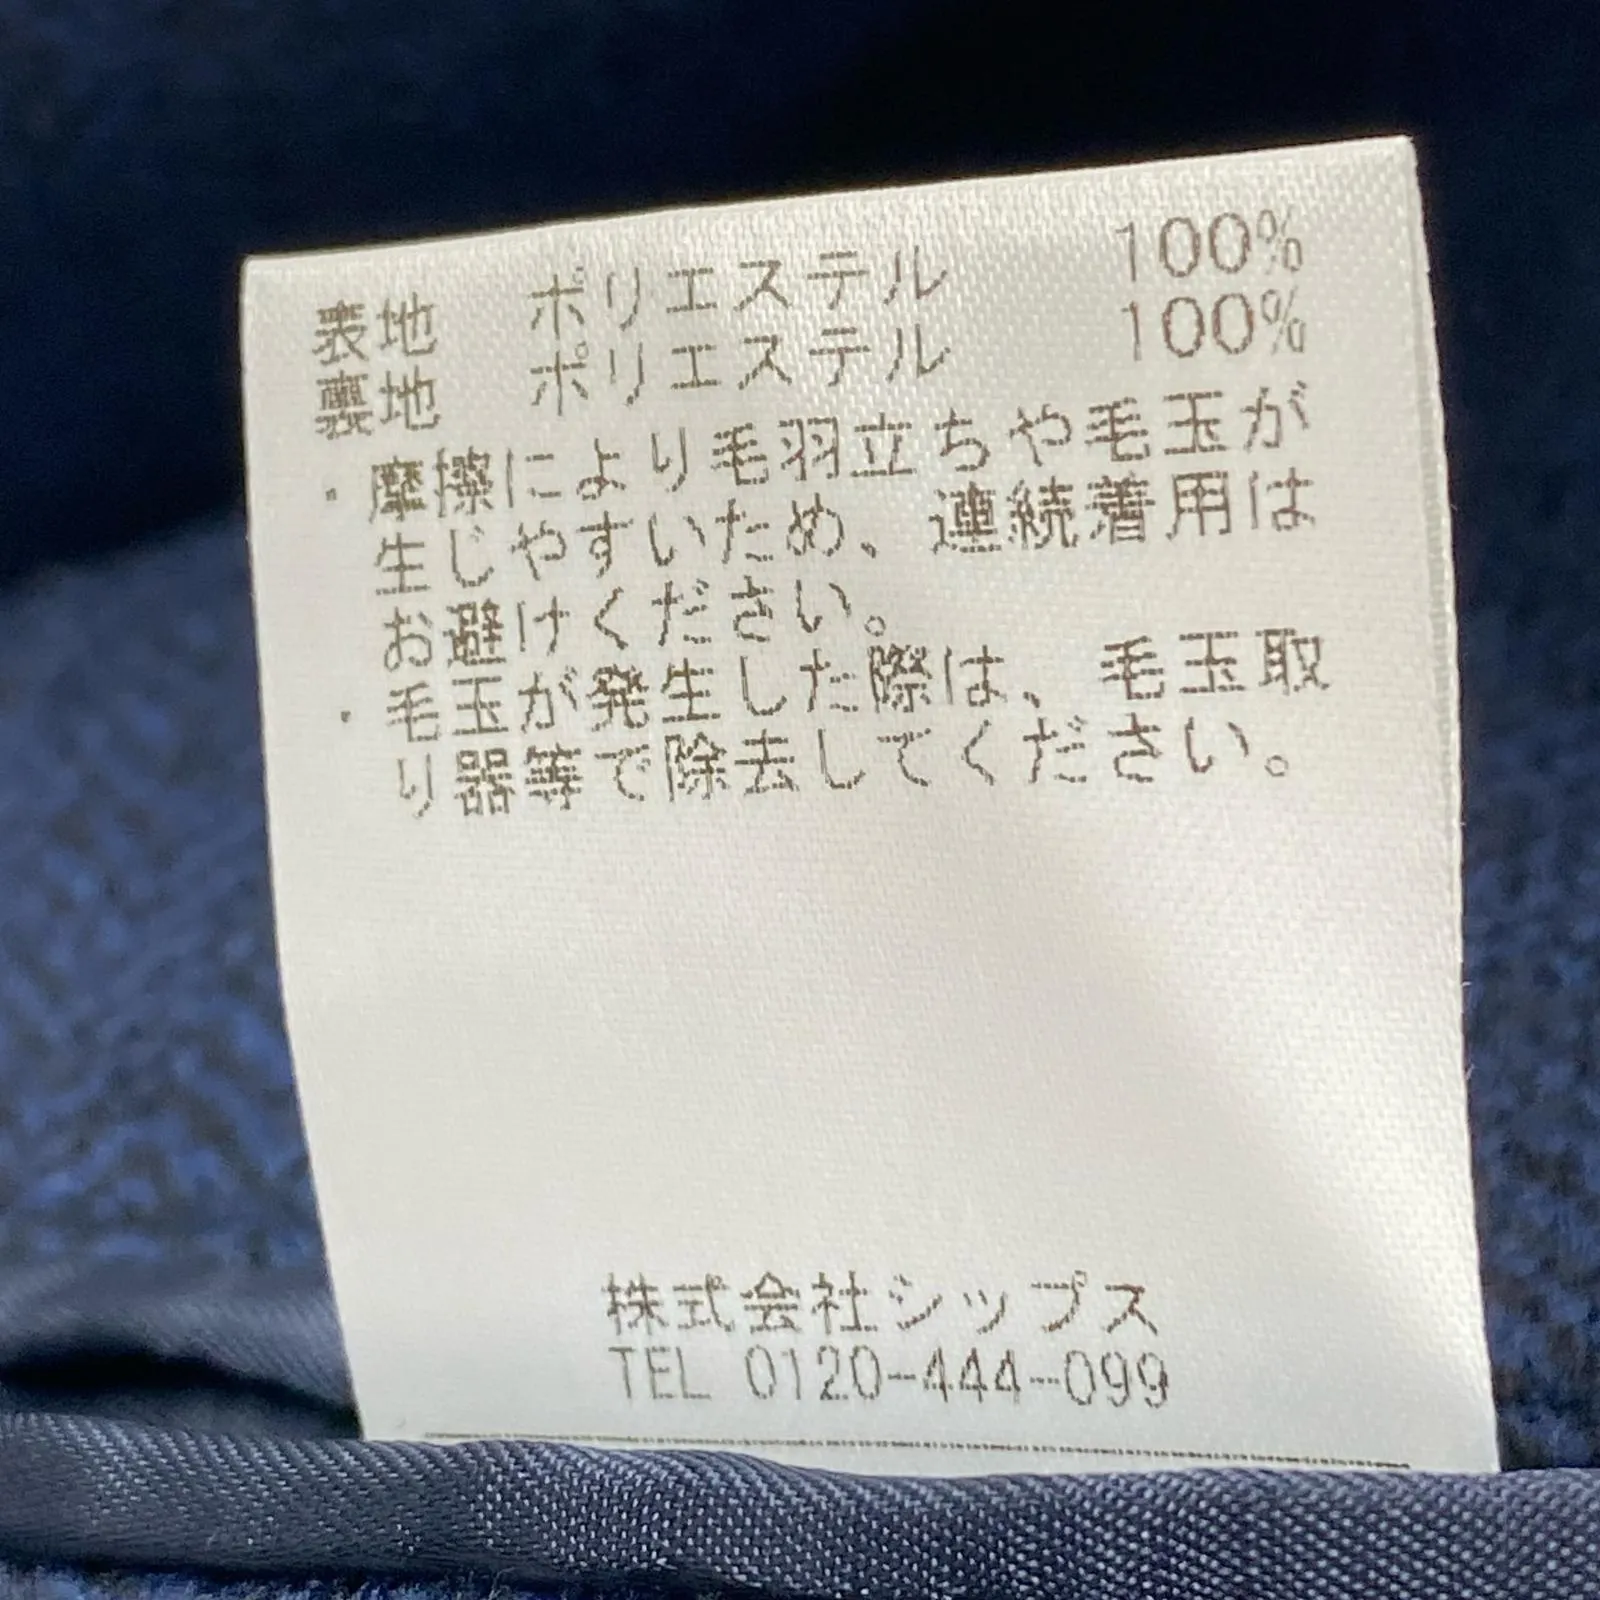 表地 ポリエステル 100%
裏地 ポリエステル 100%
・摩擦により毛羽立ちや毛玉が
生じやすいため、連続着用は
お避けください。
・毛玉が発生した際は、毛玉取
り器等で除去してください。
株式会社シップス
TEL 0120-444-099